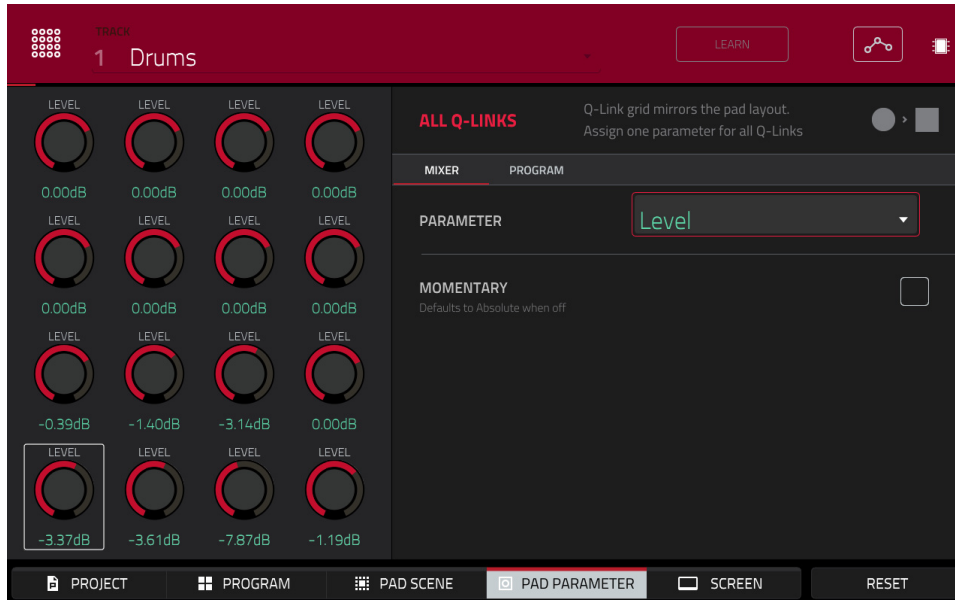 TRACK
1 Drums
LEARN
LEVEL LEVEL LEVEL LEVEL
0.00dB 0.00dB 0.00dB 0.00dB
LEVEL LEVEL LEVEL LEVEL
0.00dB 0.00dB 0.00dB 0.00dB
LEVEL LEVEL LEVEL LEVEL
-0.39dB -1.40dB -3.14dB 0.00dB
LEVEL LEVEL LEVEL LEVEL
-3.37dB -3.61dB -7.87dB -1.19dB
ALL Q-LINKS
Q-Link grid mirrors the pad layout.
Assign one parameter for all Q-Links
MIXER PROGRAM
PARAMETER Level
MOMENTARY
Defaults to Absolute when off
PROJECT PROGRAM PAD SCENE PAD PARAMETER SCREEN RESET